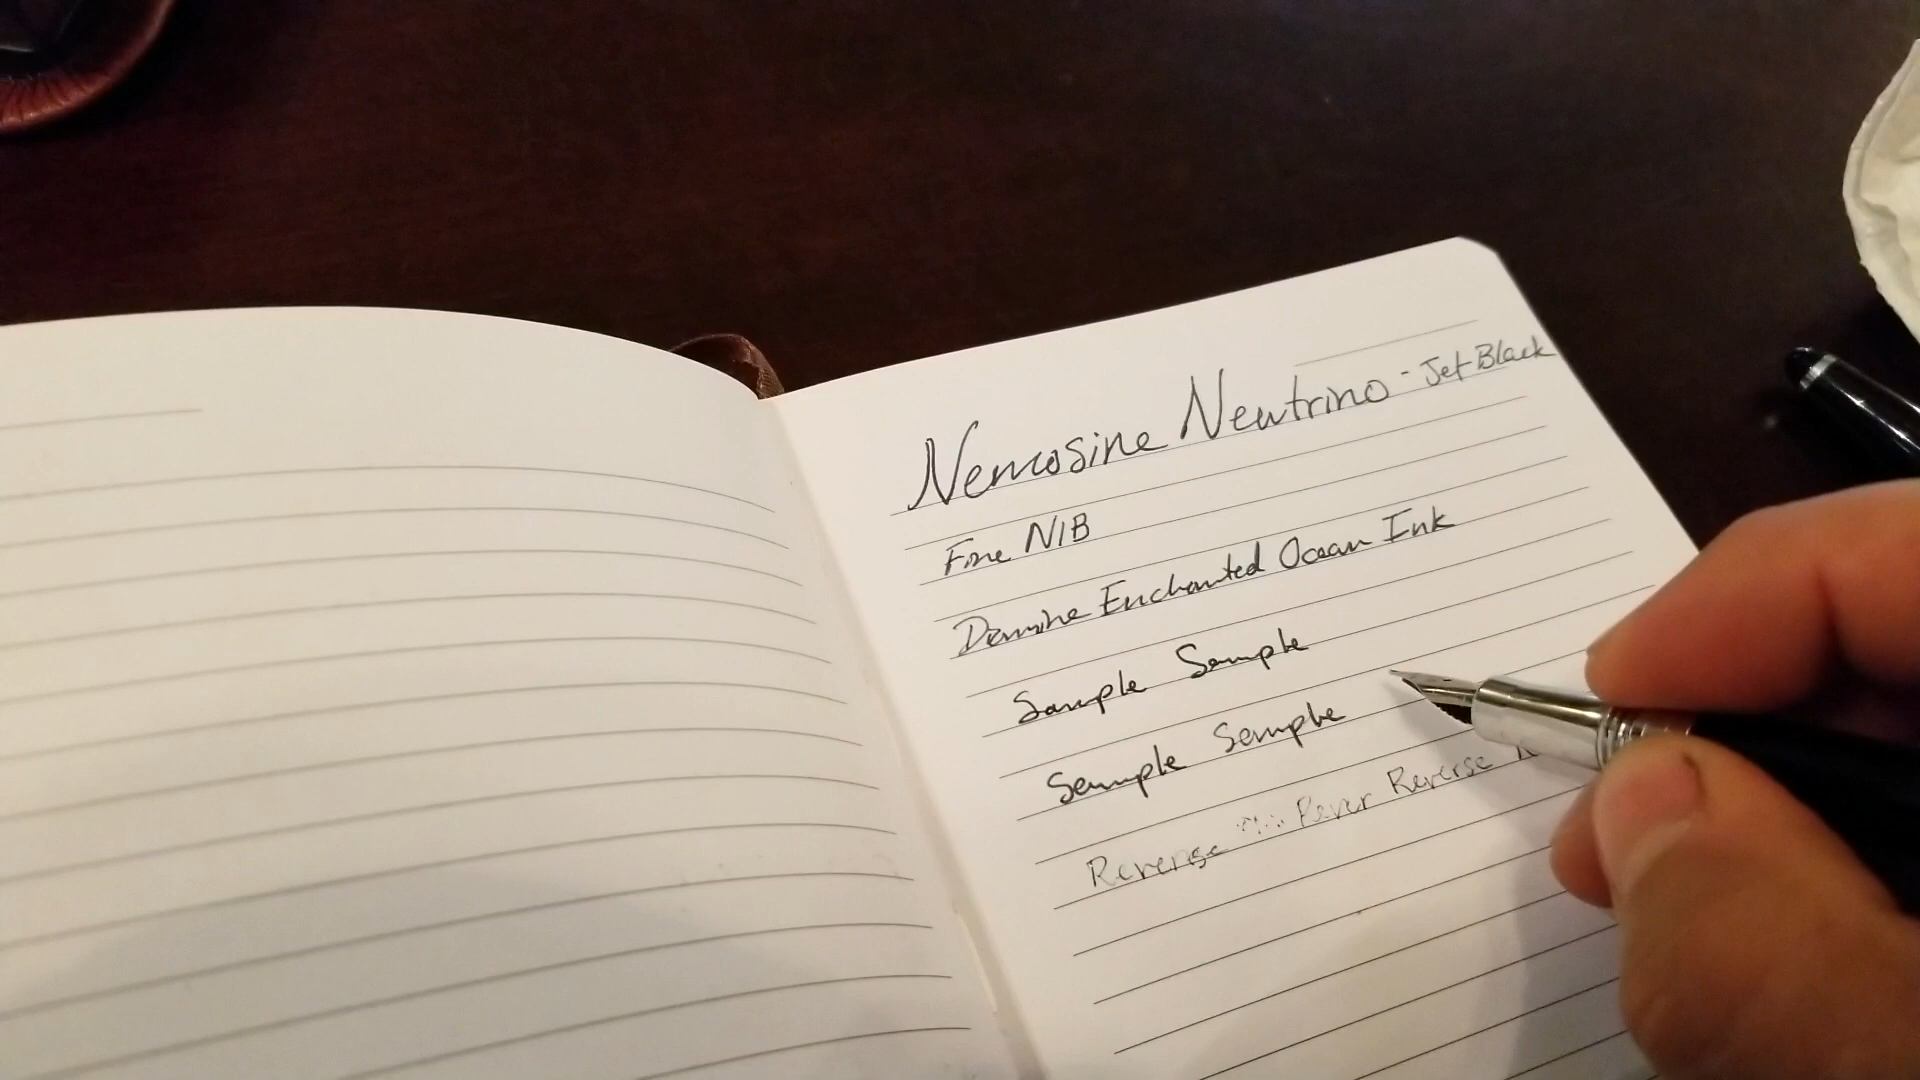 Nemosine Neutrino - Jet Black
Fine NIB
Diamine Enchanted Ocean Ink
Sample Sample
Sample Sample
Reverse Rever Reverse